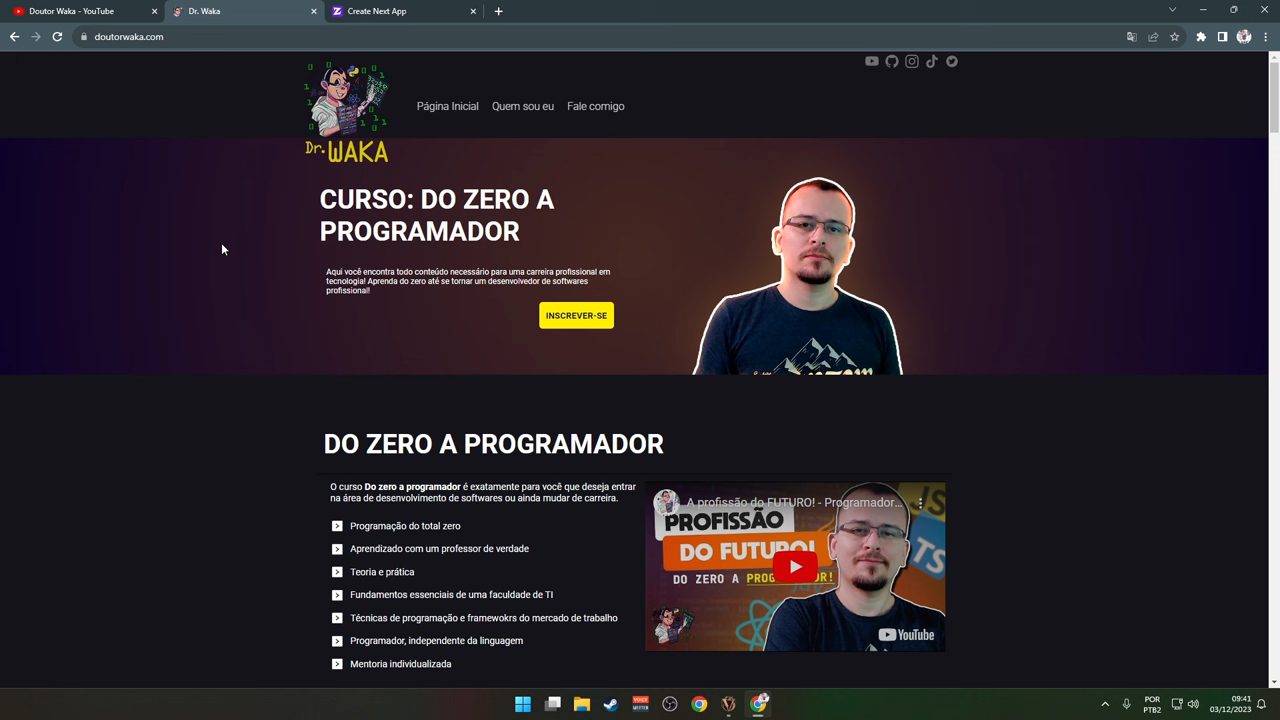 Doutor Waka - YouTube
Dr. Waka
Create Next App
doutorwaka.com
Página Inicial
Quem sou eu
Fale comigo
Dr. WAKA
CURSO: DO ZERO A
PROGRAMADOR
Aqui você encontra todo conteúdo necessário para uma carreira profissional em
tecnologia! Aprenda do zero até se tornar um desenvolvedor de softwares
profissional!
INSCREVER-SE
DO ZERO A PROGRAMADOR
O curso Do zero a programador é exatamente para você que deseja entrar
na área de desenvolvimento de softwares ou ainda mudar de carreira.
Programação do total zero
Aprendizado com um professor de verdade
Teoria e prática
Fundamentos essenciais de uma faculdade de TI
Técnicas de programação e framewokrs do mercado de trabalho
Programador, independente da linguagem
Mentoria individualizada
A profissão do FUTURO! - Programador...
PROFISSÃO
DO FUTURO!
DO ZERO A PROGRAMADOR!
JS
TS
YouTube
POR
PTB2
09:41
03/12/2023